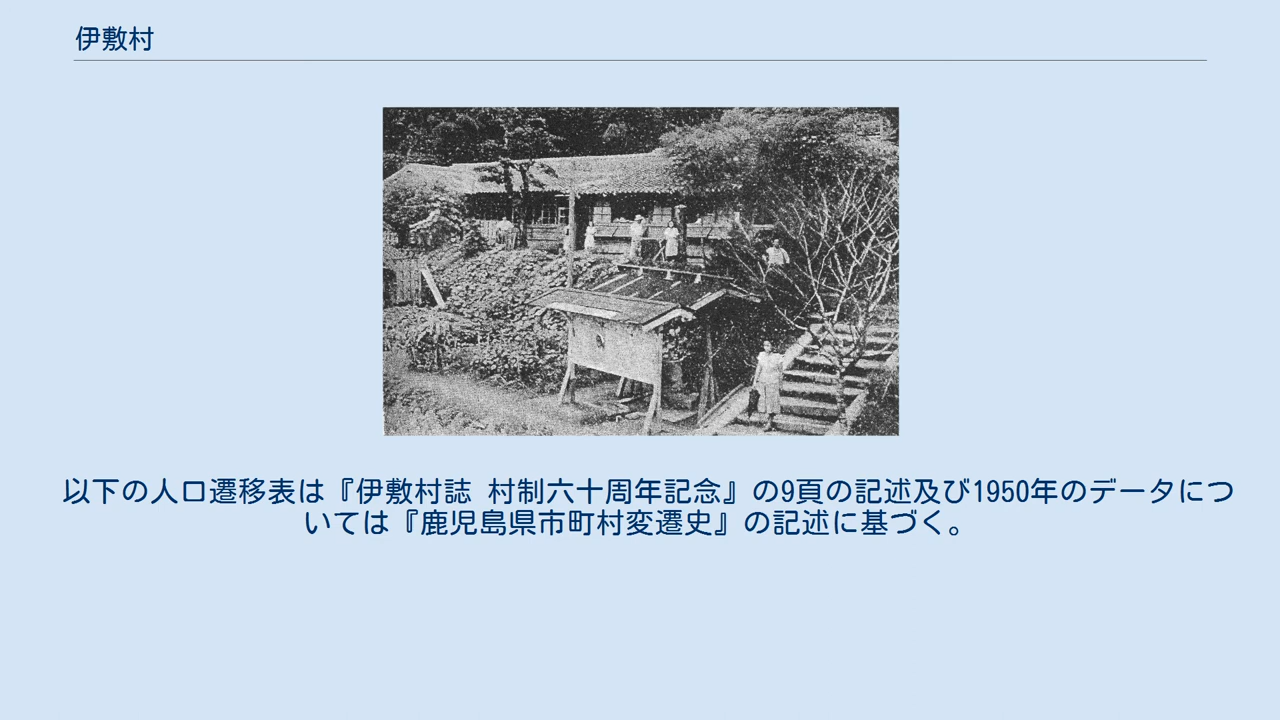 伊敷村
以下の人口遷移表は『伊敷村誌 村制六十周年記念』の9頁の記述及び1950年のデータにつ
いては『鹿児島県市町村変遷史』の記述に基づく。